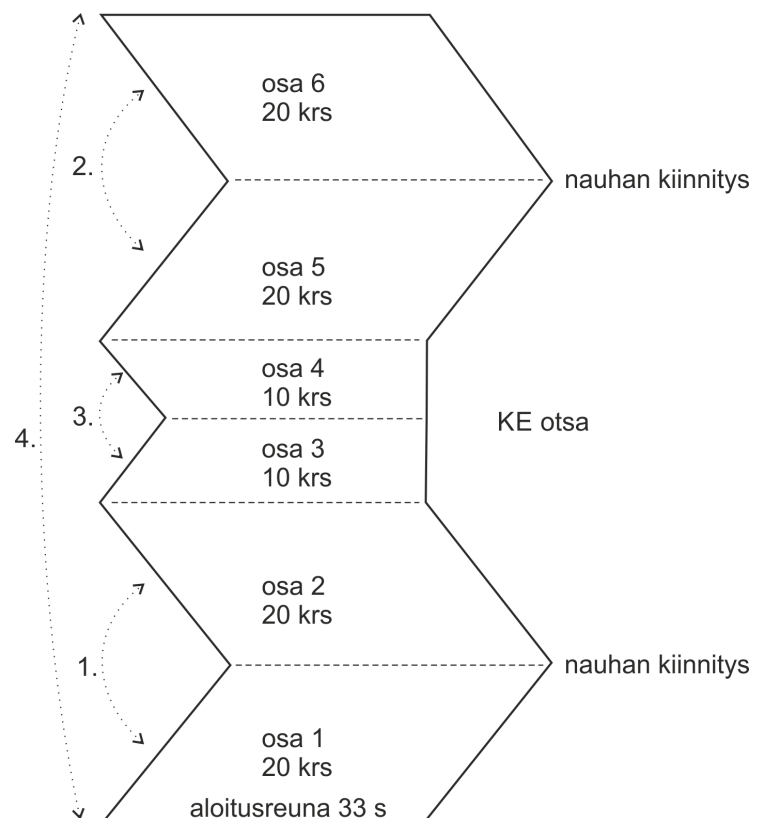 osa 6
20 krs
2.
nauhan kiinnitys
osa 5
20 krs
osa 4
10 krs
3.
KE otsa
4.
osa 3
10 krs
osa 2
20 krs
1.
nauhan kiinnitys
osa 1
20 krs
aloitusreuna 33 s